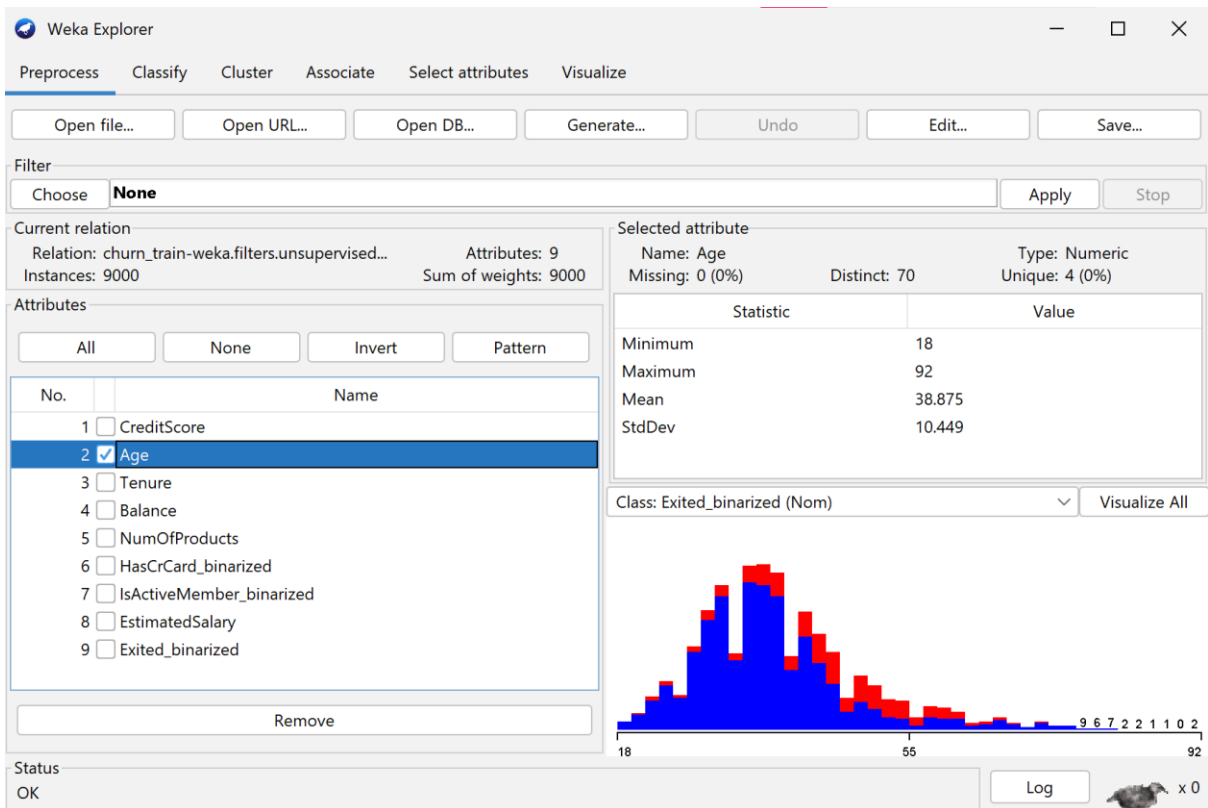 Weka Explorer
Preprocess Classify Cluster Associate Select attributes Visualize
Open file... Open URL... Open DB... Generate... Undo Edit... Save...
Filter
Choose None Apply Stop
Current relation
Relation: churn_train-weka.filters.unsupervised... Attributes: 9
Instances: 9000 Sum of weights: 9000
Attributes
All None Invert Pattern
No. Name
1 CreditScore
2 Age
3 Tenure
4 Balance
5 NumOfProducts
6 HasCrCard_binarized
7 IsActiveMember_binarized
8 EstimatedSalary
9 Exited_binarized
Remove
Selected attribute
Name: Age Type: Numeric
Missing: 0 (0%) Distinct: 70 Unique: 4 (0%)
Statistic Value
Minimum 18
Maximum 92
Mean 38.875
StdDev 10.449
Class: Exited_binarized (Nom) Visualize All
9 6 7 2 2 1 1 0 2
18 55 92
Status
OK Log x 0